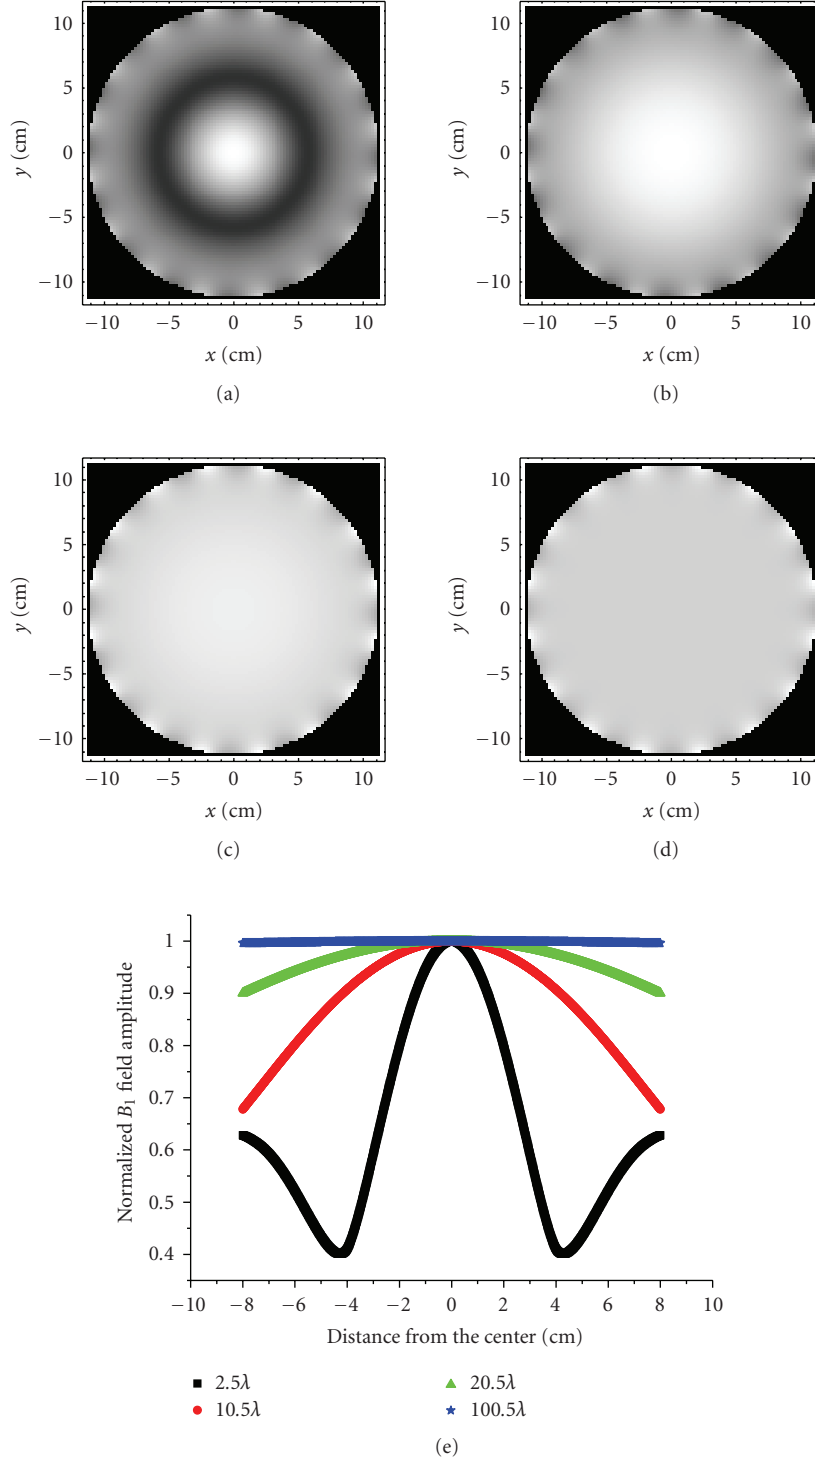 10
5
0
−5
−10
y (cm)
−10 −5 0 5 10
x (cm)
(a)
10
5
0
−5
−10
y (cm)
−10 −5 0 5 10
x (cm)
(b)
10
5
0
−5
−10
y (cm)
−10 −5 0 5 10
x (cm)
(c)
10
5
0
−5
−10
y (cm)
−10 −5 0 5 10
x (cm)
(d)
1
0.9
0.8
0.7
0.6
0.5
0.4
Normalized B₁ field amplitude
−10 −8 −6 −4 −2 0 2 4 6 8 10
Distance from the center (cm)
2.5λ
10.5λ
20.5λ
100.5λ
(e)